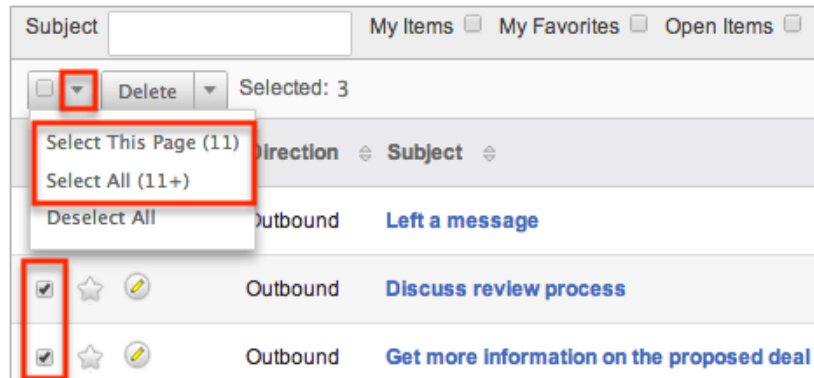 Subject My Items My Favorites Open Items
Delete Selected: 3
Select This Page (11)
Select All (11+)
Deselect All
Direction Subject
Outbound Left a message
Outbound Discuss review process
Outbound Get more information on the proposed deal